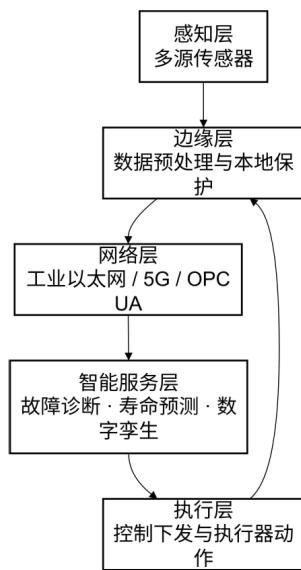 感知层
多源传感器
边缘层
数据预处理与本地保
护
网络层
工业以太网 / 5G / OPC
UA
智能服务层
故障诊断 · 寿命预测 · 数
字孪生
执行层
控制下发与执行器动
作